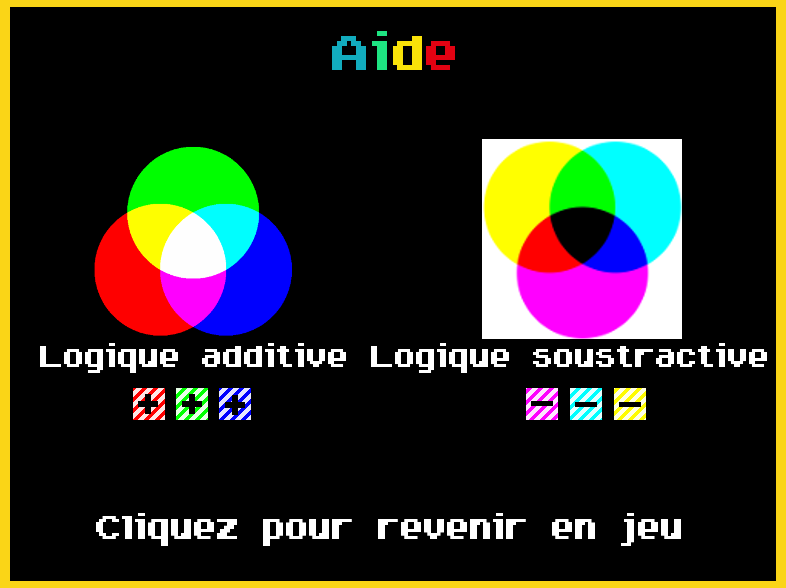 Aide
Logique additive Logique soustractive
+ + + - - -
Cliquez pour revenir en jeu